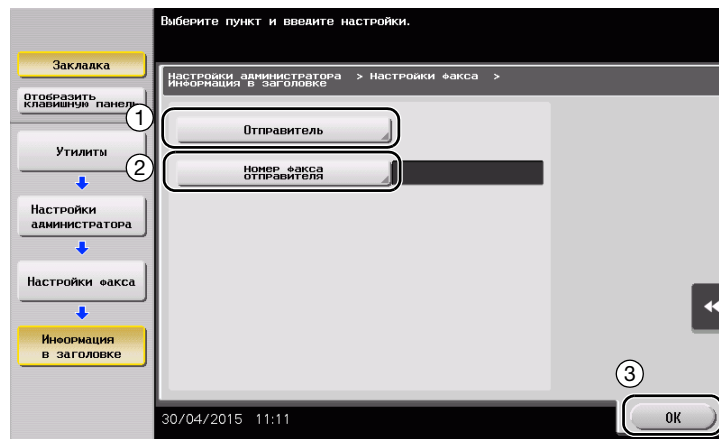 Выберите пункт и введите настройки.
Закладка
Отобразить
клавишную панель
Настройки администратора > Настройки факса >
Информация в заголовке
1
Отправитель
2
Номер факса
отправителя
Утилиты
Настройки
администратора
Настройки факса
Информация
в заголовке
3
30/04/2015 11:11
OK